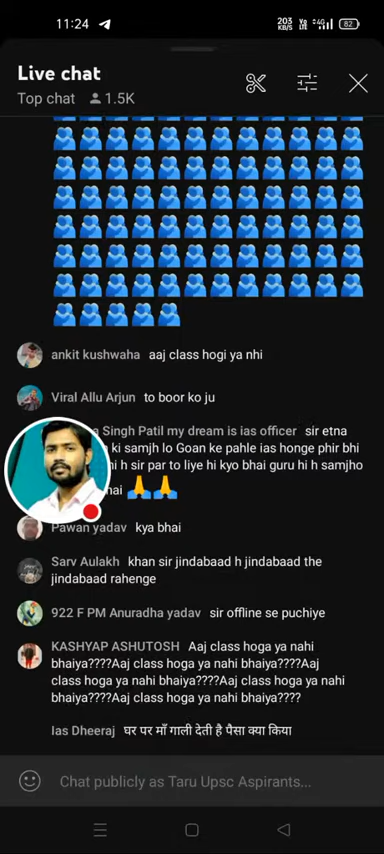 11:24
203 KB/S Vo LTE 4G 82
Live chat
Top chat 1.5K
ankit kushwaha aaj class hogi ya nhi
Viral Allu Arjun to boor ko ju
Singh Patil my dream is ias officer sir etna
ki samjh lo Goan ke pahle ias honge phir bhi
hi h sir par to liye hi kyo bhai guru hi h samjho
hai 🙏🙏
Pawan yadav kya bhai
Sarv Aulakh khan sir jindabaad h jindabaad the
jindabaad rahenge
922 F PM Anuradha yadav sir offline se puchiye
KASHYAP ASHUTOSH Aaj class hoga ya nahi
bhaiya????Aaj class hoga ya nahi bhaiya????Aaj
class hoga ya nahi bhaiya????Aaj class hoga ya nahi
bhaiya????Aaj class hoga ya nahi bhaiya????
Ias Dheeraj घर पर माँ गाली देती है पैसा क्या किया
Chat publicly as Taru Upsc Aspirants...